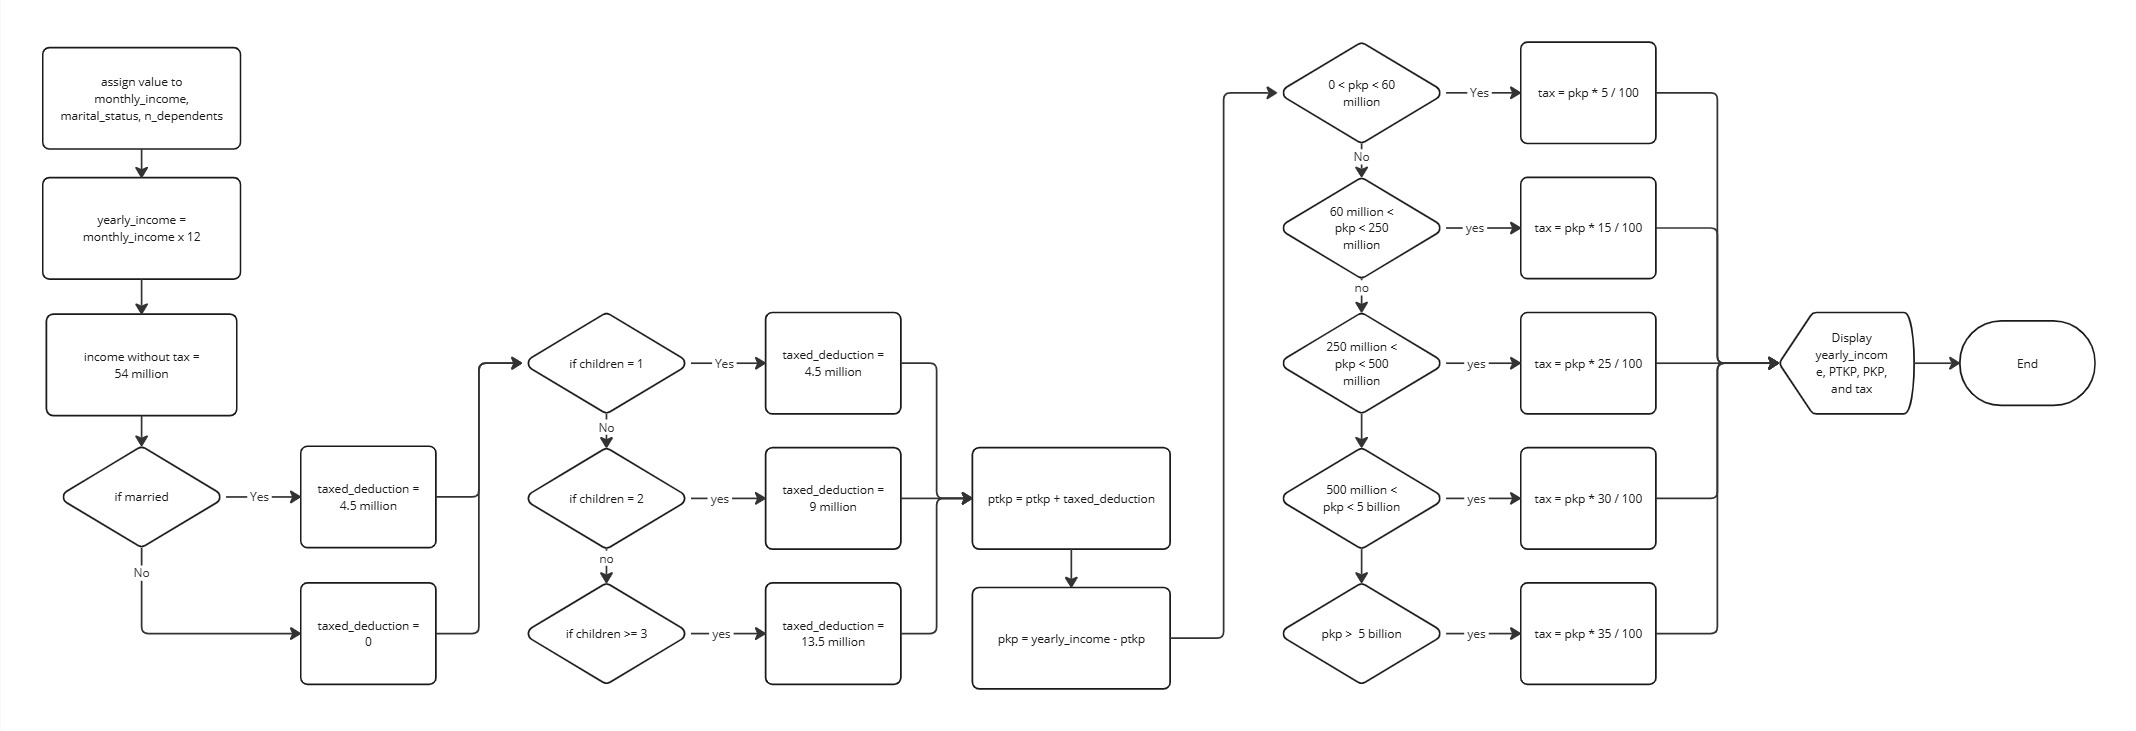 assign value to
monthly_income,
marital_status, n_dependents
yearly_income =
monthly_income x 12
income without tax =
54 million
if married
Yes
taxed_deduction =
4.5 million
No
taxed_deduction =
0
if children = 1
Yes
taxed_deduction =
4.5 million
No
if children = 2
yes
taxed_deduction =
9 million
no
if children >= 3
yes
taxed_deduction =
13.5 million
ptkp = ptkp + taxed_deduction
pkp = yearly_income - ptkp
0 < pkp < 60
million
Yes
tax = pkp * 5 / 100
No
60 million <
pkp < 250
million
yes
tax = pkp * 15 / 100
no
250 million <
pkp < 500
million
yes
tax = pkp * 25 / 100
500 million <
pkp < 5 billion
yes
tax = pkp * 30 / 100
pkp >  5 billion
yes
tax = pkp * 35 / 100
Display
yearly_incom
e, PTKP, PKP,
and tax
End